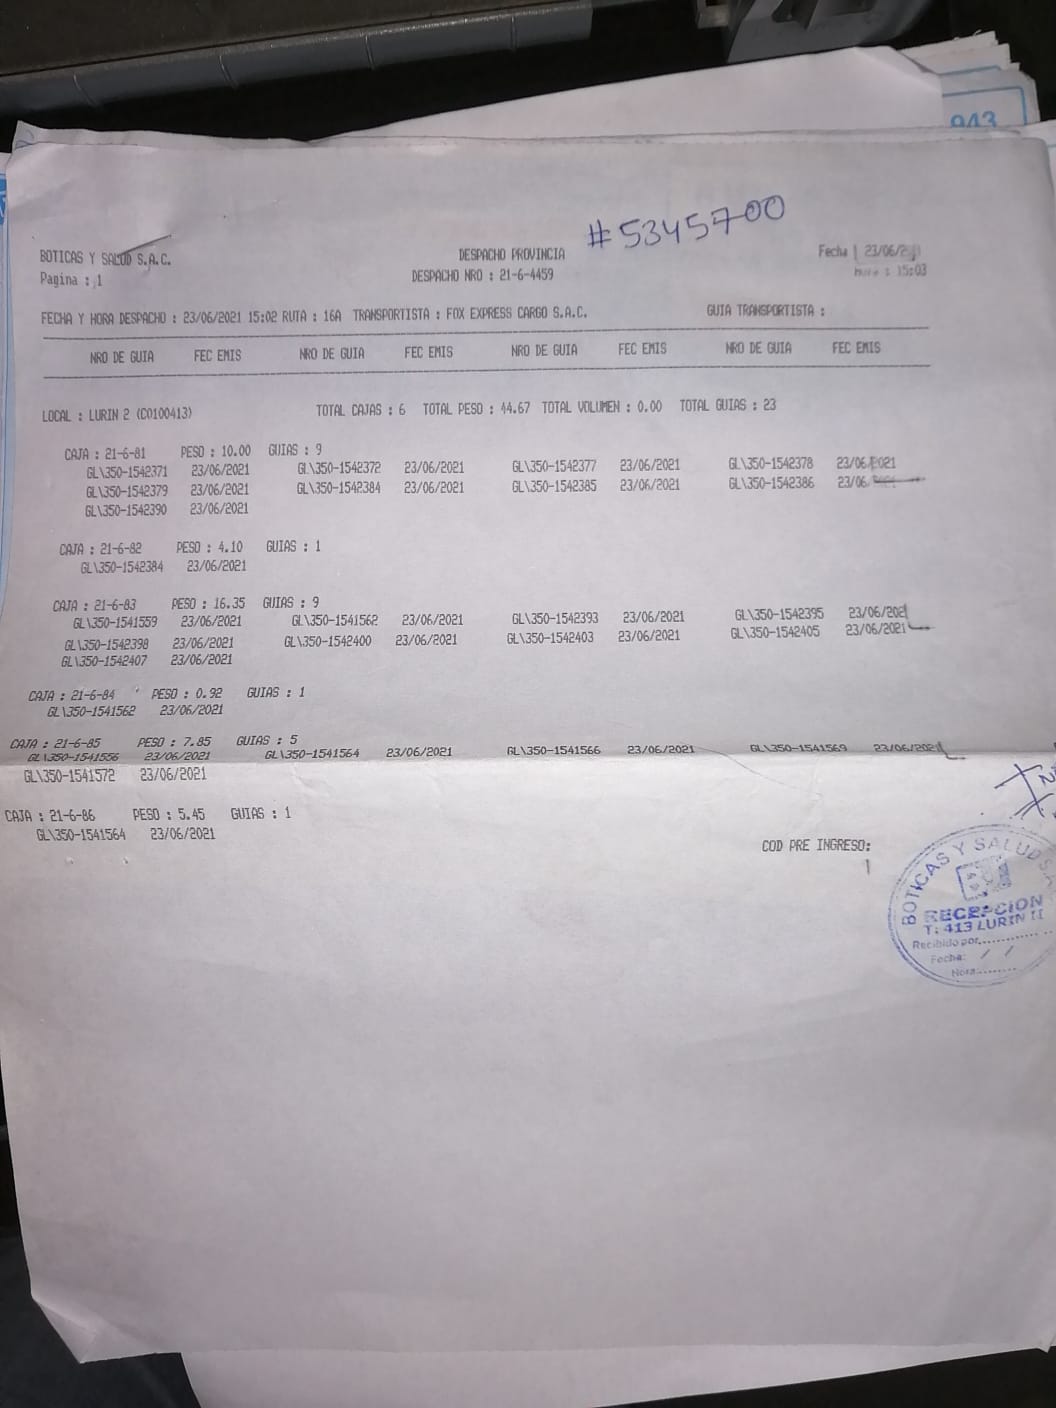 943
#5345700
BOTICAS Y SALUD S.A.C. DESPACHO PROVINCIA Fecha 23/06/
Pagina : 1 DESPACHO NRO : 21-6-4459 hora : 15:03
FECHA Y HORA DESPACHO : 23/06/2021 15:02 RUTA : 16A TRANSPORTISTA : FOX EXPRESS CARGO S.A.C. GUIA TRANSPORTISTA :
NRO DE GUIA FEC EMIS NRO DE GUIA FEC EMIS NRO DE GUIA FEC EMIS NRO DE GUIA FEC EMIS
LOCAL : LURIN 2 (C0100413) TOTAL CAJAS : 6 TOTAL PESO : 44.67 TOTAL VOLUMEN : 0.00 TOTAL GUIAS : 23
CAJA : 21-6-81 PESO : 10.00 GUIAS : 9
GL\350-1542371 23/06/2021 GL\350-1542372 23/06/2021 GL\350-1542377 23/06/2021 GL\350-1542378 23/06/2021
GL\350-1542379 23/06/2021 GL\350-1542384 23/06/2021 GL\350-1542385 23/06/2021 GL\350-1542386 23/06/
GL\350-1542390 23/06/2021
CAJA : 21-6-82 PESO : 4.10 GUIAS : 1
GL\350-1542384 23/06/2021
CAJA : 21-6-83 PESO : 16.35 GUIAS : 9
GL\350-1541559 23/06/2021 GL\350-1541562 23/06/2021 GL\350-1542393 23/06/2021 GL\350-1542395 23/06/2021
GL\350-1542398 23/06/2021 GL\350-1542400 23/06/2021 GL\350-1542403 23/06/2021 GL\350-1542405 23/06/2021
GL\350-1542407 23/06/2021
CAJA : 21-6-84 PESO : 0.92 GUIAS : 1
GL\350-1541562 23/06/2021
CAJA : 21-6-85 PESO : 7.85 GUIAS : 5
GL\350-1541556 23/06/2021 GL\350-1541564 23/06/2021 GL\350-1541566 23/06/2021 GL\350-1541569 23/06/2021
GL\350-1541572 23/06/2021
CAJA : 21-6-86 PESO : 5.45 GUIAS : 1
GL\350-1541564 23/06/2021
COD PRE INGRESO:
1
BOTICAS Y SALUD S.A.
RECEPCION
T: 413 LURIN II
Recibido por
Fecha: / /
Hora: